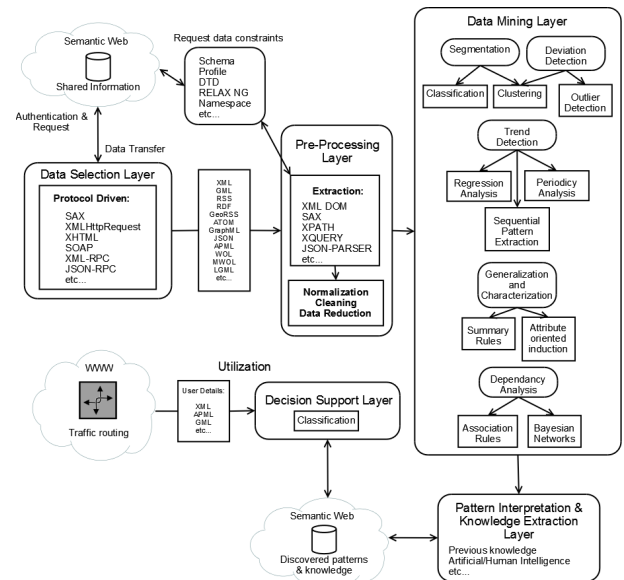 Semantic Web
Shared Information
Request data constraints
Schema
Profile
DTD
RELAX NG
Namespace
etc...
Authentication &
Request
Data Transfer
Data Selection Layer
Protocol Driven:
SAX
XMLHttpRequest
XHTML
SOAP
XML-RPC
JSON-RPC
etc...
XML
GML
RSS
RDF
GeoRSS
ATOM
GraphML
JSON
APML
WOL
MWOL
LGML
etc...
Pre-Processing
Layer
Extraction:
XML DOM
SAX
XPATH
XQUERY
JSON-PARSER
etc...
Normalization
Cleaning
Data Reduction
Data Mining Layer
Segmentation
Deviation
Detection
Classification
Clustering
Outlier
Detection
Trend
Detection
Regression
Analysis
Periodicy
Analysis
Sequential
Pattern
Extraction
Generalization
and
Characterization
Summary
Rules
Attribute
oriented
induction
Dependancy
Analysis
Association
Rules
Bayesian
Networks
WWW
Traffic routing
Utilization
User Details:
XML
APML
GML
etc...
Decision Support Layer
Classification
Semantic Web
Discovered patterns
& knowledge
Pattern Interpretation &
Knowledge Extraction
Layer
Previous knowledge
Artificial/Human Intelligence
etc...